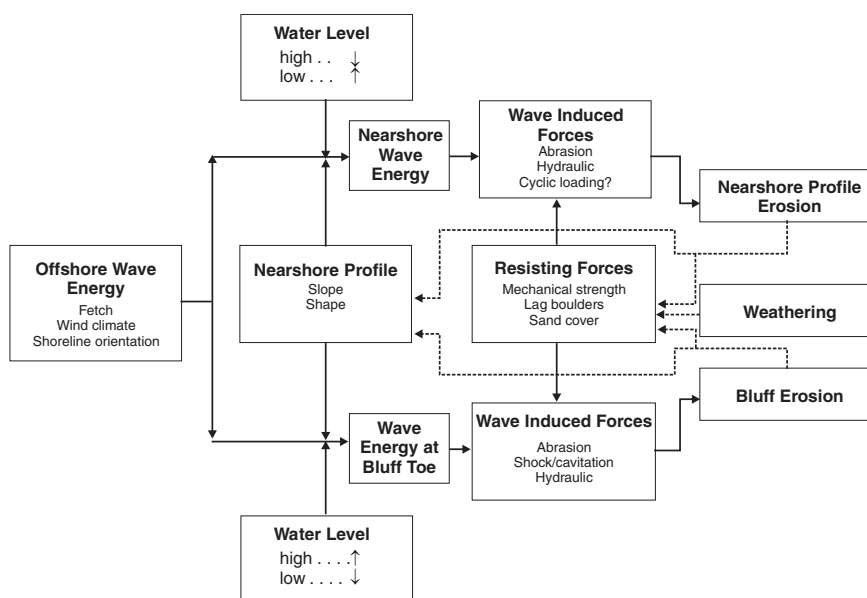 Water Level
high . . ↓
low . . . ↑
Nearshore
Wave
Energy
Wave Induced
Forces
Abrasion
Hydraulic
Cyclic loading?
Nearshore Profile
Erosion
Offshore Wave
Energy
Fetch
Wind climate
Shoreline orientation
Nearshore Profile
Slope
Shape
Resisting Forces
Mechanical strength
Lag boulders
Sand cover
Weathering
Bluff Erosion
Wave
Energy at
Bluff Toe
Wave Induced Forces
Abrasion
Shock/cavitation
Hydraulic
Water Level
high . . . . ↑
low . . . . ↓